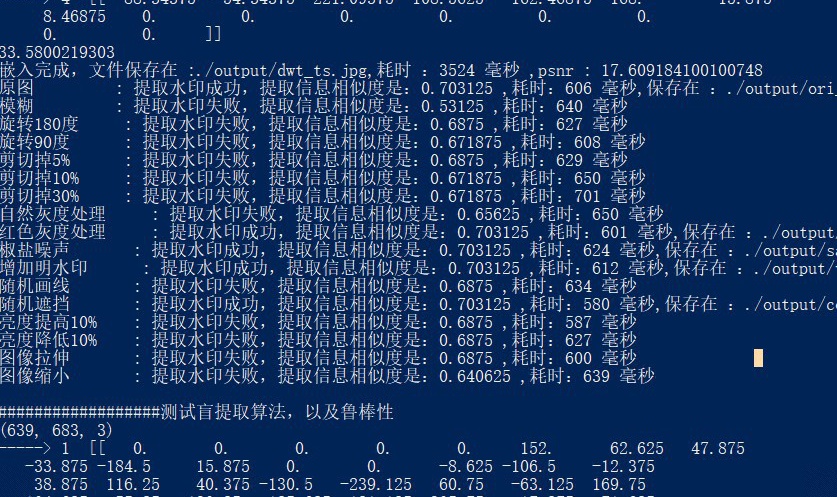 8.46875 0. 0. 0. 0. 0. 0.
0. 0. ]]
33.5800219303
嵌入完成，文件保存在 :./output/dwt_ts.jpg,耗时 : 3524 毫秒 ,psnr : 17.609184100100748
原图 : 提取水印成功，提取信息相似度是: 0.703125 ,耗时: 606 毫秒,保存在 : ./output/ori_
模糊 : 提取水印失败，提取信息相似度是: 0.53125 ,耗时: 640 毫秒
旋转180度 : 提取水印失败，提取信息相似度是: 0.6875 ,耗时: 627 毫秒
旋转90度 : 提取水印失败，提取信息相似度是: 0.671875 ,耗时: 608 毫秒
剪切掉5% : 提取水印失败，提取信息相似度是: 0.6875 ,耗时: 629 毫秒
剪切掉10% : 提取水印失败，提取信息相似度是: 0.671875 ,耗时: 650 毫秒
剪切掉30% : 提取水印失败，提取信息相似度是: 0.671875 ,耗时: 701 毫秒
自然灰度处理 : 提取水印失败，提取信息相似度是: 0.65625 ,耗时: 650 毫秒
红色灰度处理 : 提取水印成功，提取信息相似度是: 0.703125 ,耗时: 601 毫秒,保存在 : ./output/
椒盐噪声 : 提取水印成功，提取信息相似度是: 0.703125 ,耗时: 624 毫秒,保存在 : ./output/sa
增加明水印 : 提取水印成功，提取信息相似度是: 0.703125 ,耗时: 612 毫秒,保存在 : ./output/
随机画线 : 提取水印失败，提取信息相似度是: 0.6875 ,耗时: 634 毫秒
随机遮挡 : 提取水印成功，提取信息相似度是: 0.703125 ,耗时: 580 毫秒,保存在 : ./output/co
亮度提高10% : 提取水印失败，提取信息相似度是: 0.6875 ,耗时: 587 毫秒
亮度降低10% : 提取水印失败，提取信息相似度是: 0.6875 ,耗时: 627 毫秒
图像拉伸 : 提取水印失败，提取信息相似度是: 0.6875 ,耗时: 600 毫秒
图像缩小 : 提取水印失败，提取信息相似度是: 0.640625 ,耗时: 639 毫秒
##################测试盲提取算法，以及鲁棒性
(639, 683, 3)
-----> 1 [[ 0. 0. 0. 0. 0. 152. 62.625 47.875
-33.875 -184.5 15.875 0. 0. -8.625 -106.5 -12.375
38.875 116.25 40.375 -130.5 -239.125 60.75 -63.125 169.75